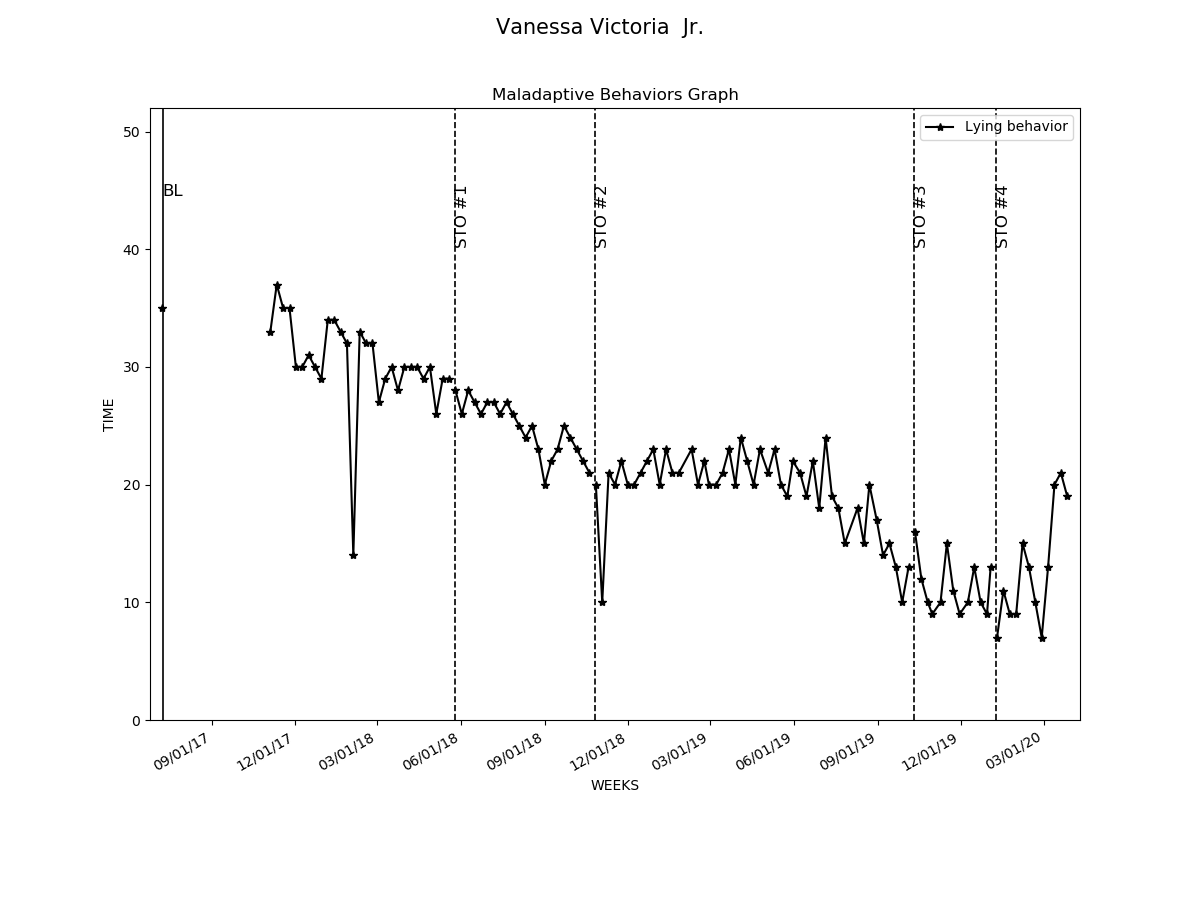 Vanessa Victoria  Jr.
Maladaptive Behaviors Graph
Lying behavior
50
40
30
20
10
0
TIME
BL
STO #1
STO #2
STO #3
STO #4
09/01/17
12/01/17
03/01/18
06/01/18
09/01/18
12/01/18
03/01/19
06/01/19
09/01/19
12/01/19
03/01/20
WEEKS